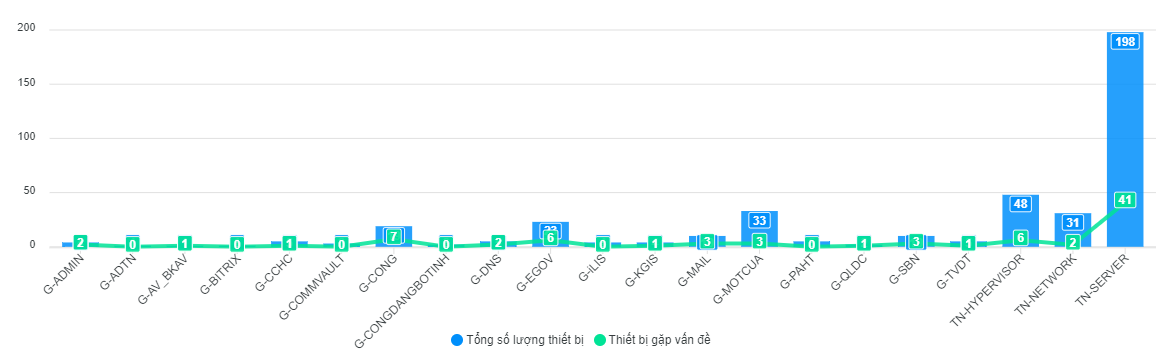 200
150
100
50
0
198
48
33
31
41
2
0
1
0
1
0
7
0
2
6
0
1
3
3
0
1
3
1
6
2
G-ADMIN
G-ADTN
G-AV_BKAV
G-BITRIX
G-CCHC
G-COMMVAULT
G-CONG
G-CONGDANGBOTINH
G-DNS
G-EGOV
G-ILIS
G-KGIS
G-MAIL
G-MOTCUA
G-PAHT
G-QLDC
G-SBN
G-TVDT
TN-HYPERVISOR
TN-NETWORK
TN-SERVER
Tổng số lượng thiết bị Thiết bị gặp vấn đề